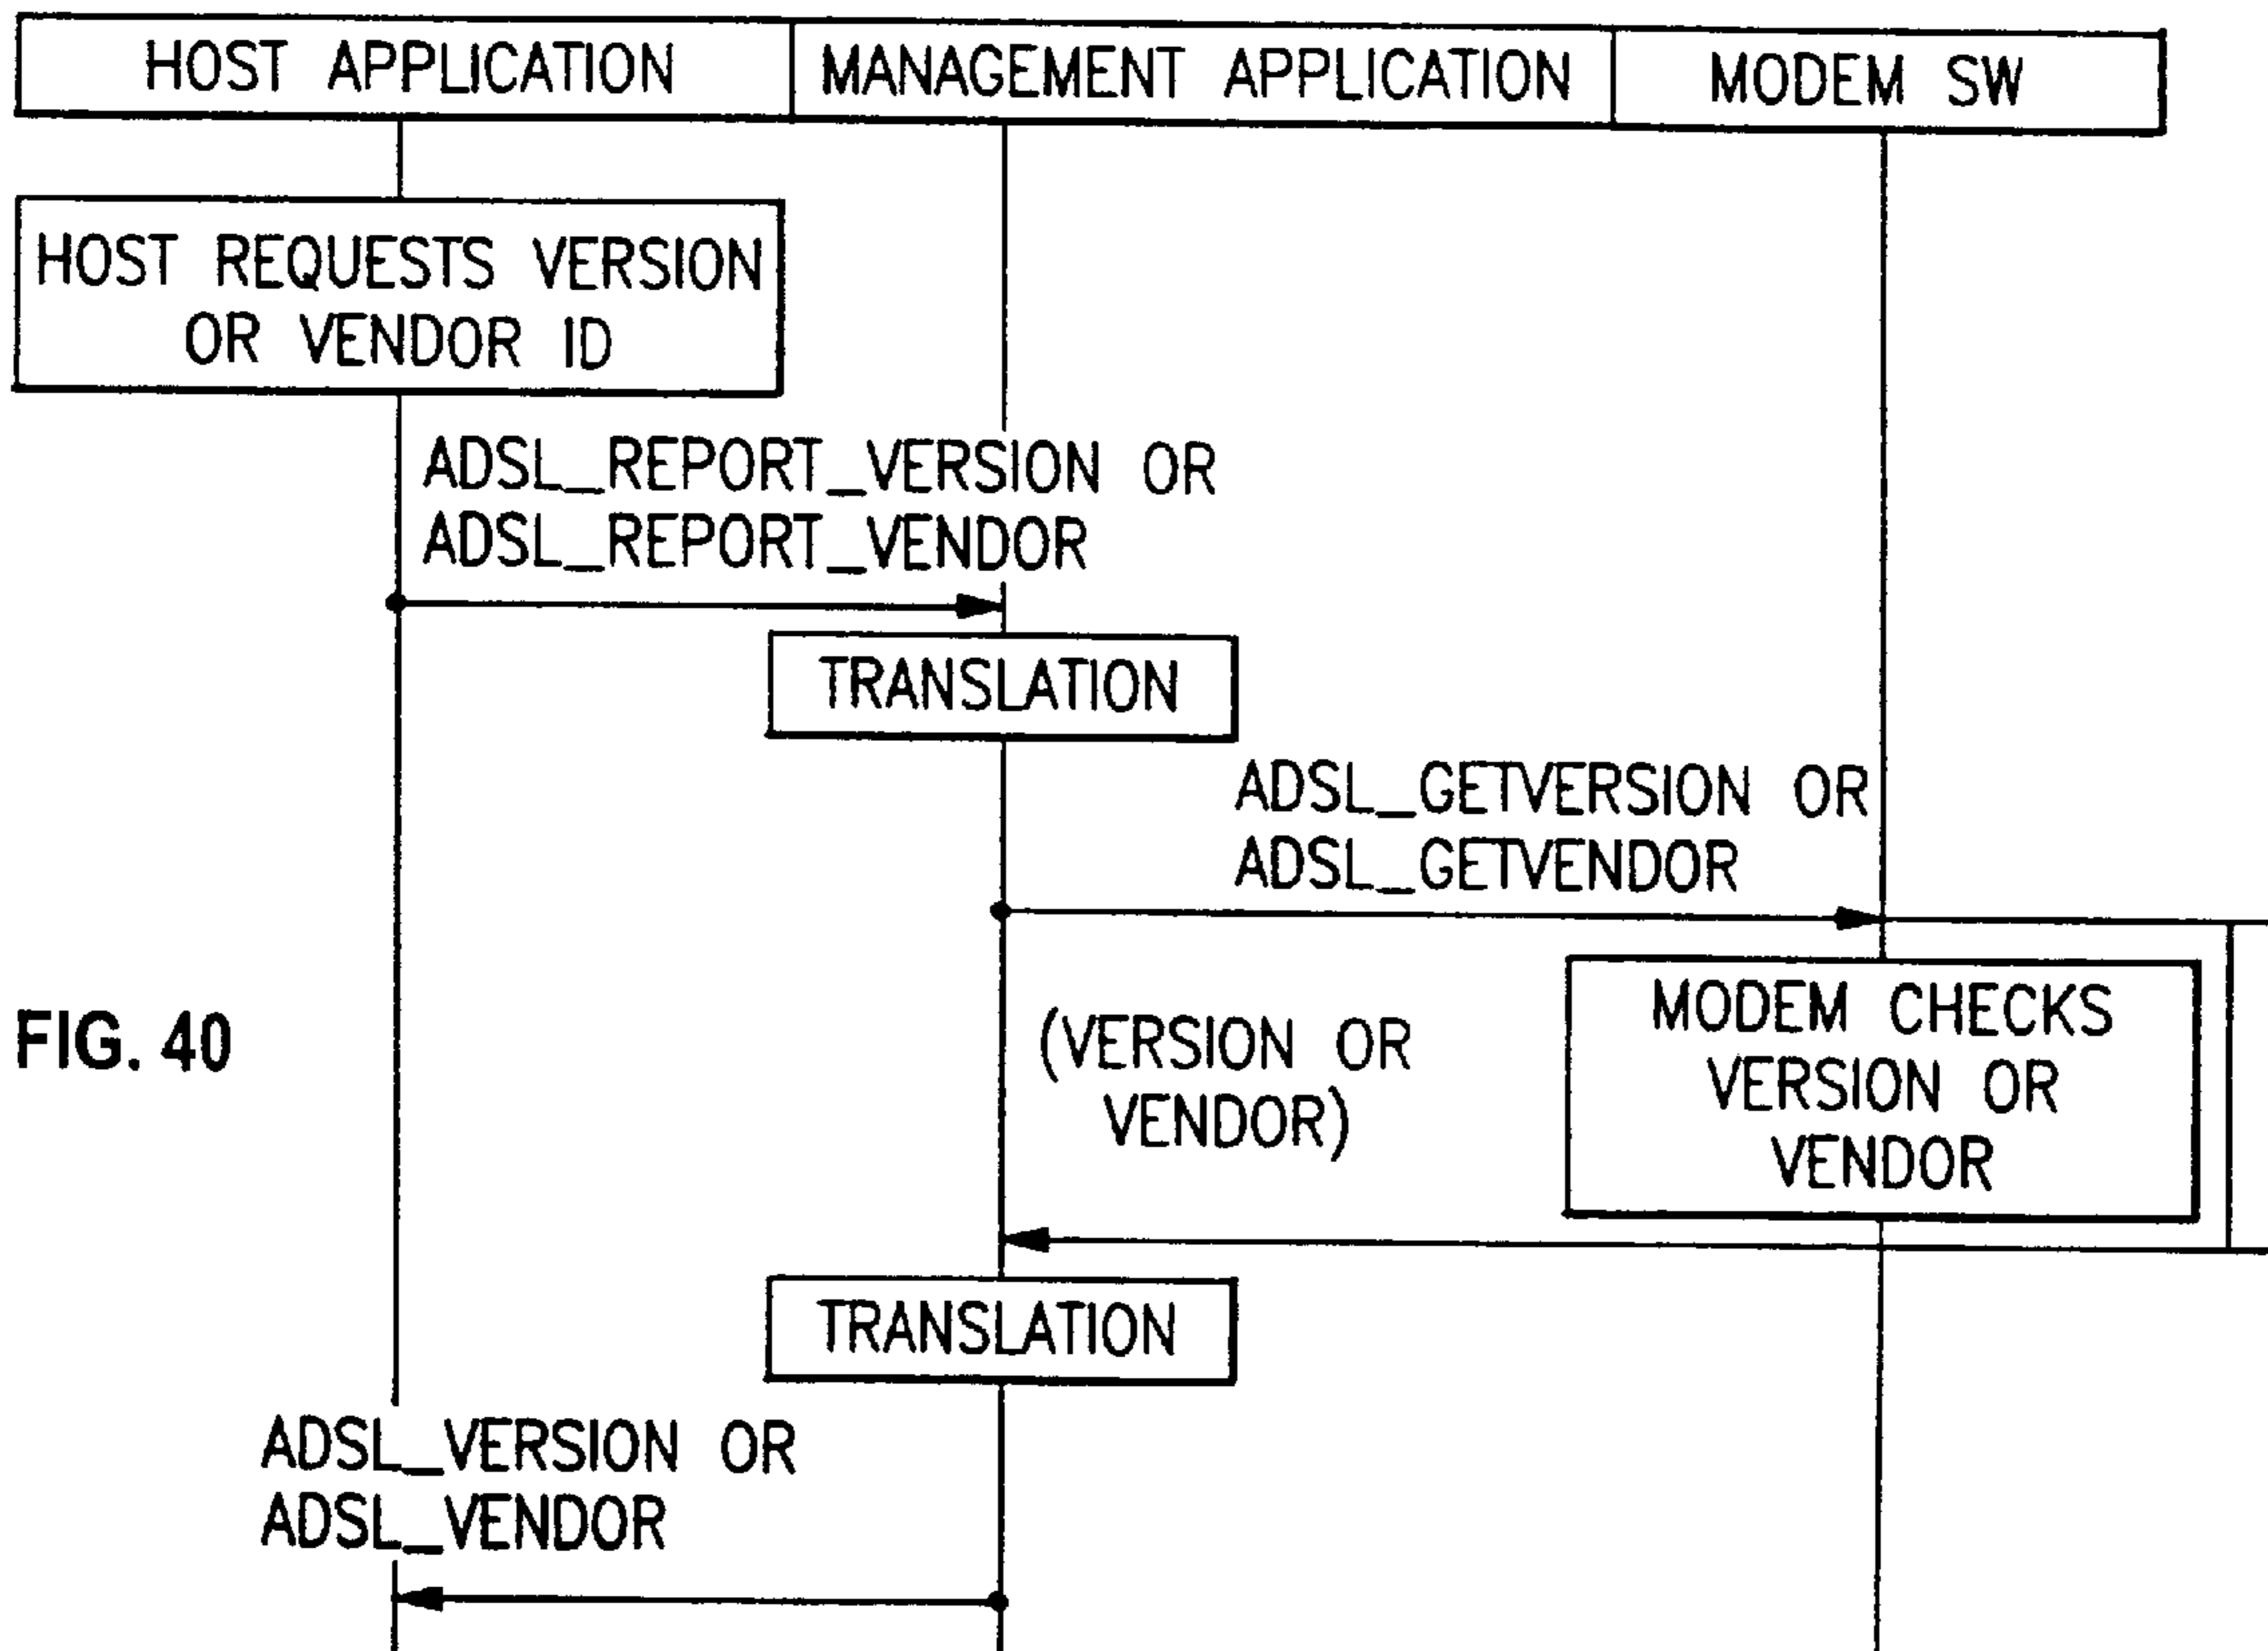 HOST APPLICATION
MANAGEMENT APPLICATION
MODEM SW
HOST REQUESTS VERSION
OR VENDOR ID
ADSL_REPORT_VERSION OR
ADSL_REPORT_VENDOR
TRANSLATION
ADSL_GETVERSION OR
ADSL_GETVENDOR
FIG. 40
(VERSION OR
VENDOR)
MODEM CHECKS
VERSION OR
VENDOR
TRANSLATION
ADSL_VERSION OR
ADSL_VENDOR